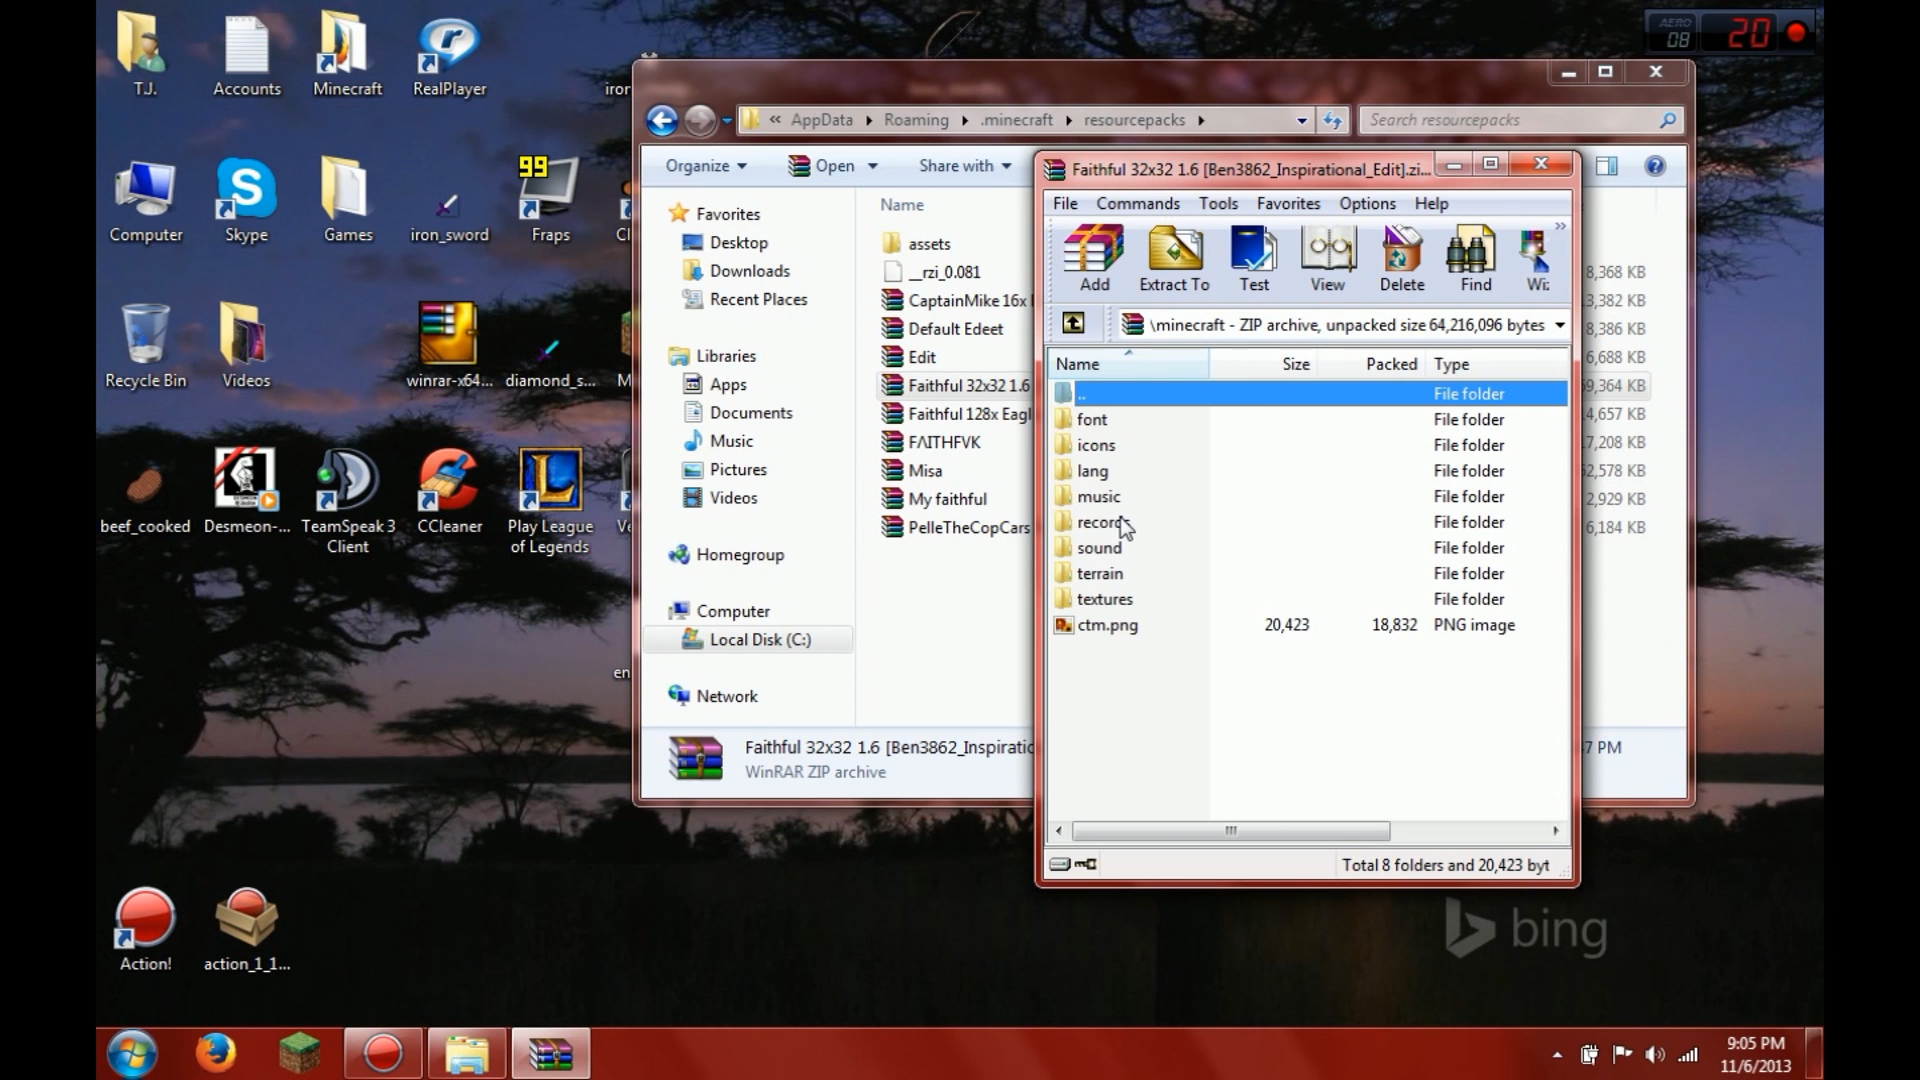 T.J.
Accounts
Minecraft
RealPlayer
Computer
Skype
Games
iron_sword
99
Fraps
Recycle Bin
Videos
winrar-x64...
diamond_s...
beef_cooked
Desmeon-...
TeamSpeak 3
Client
CCleaner
Play League
of Legends
Action!
action_1_1...
AERO
08
20
« AppData
Roaming
.minecraft
resourcepacks
Search resourcepacks
Organize
Open
Share with
Favorites
Desktop
Downloads
Recent Places
Libraries
Apps
Documents
Music
Pictures
Videos
Homegroup
Computer
Local Disk (C:)
Network
Name
assets
__rzi_0.081
8,368 KB
CaptainMike 16x
3,382 KB
Default Edeet
8,386 KB
Edit
6,688 KB
Faithful 32x32 1.6
9,364 KB
Faithful 128x Eagl
4,657 KB
FΛITHFVK
7,208 KB
Misa
2,578 KB
My faithful
2,929 KB
PelleTheCopCars
6,184 KB
Faithful 32x32 1.6 [Ben3862_Inspiratio
WinRAR ZIP archive
7 PM
Faithful 32x32 1.6 [Ben3862_Inspirational_Edit].zi...
File Commands Tools Favorites Options Help
Add
Extract To
Test
View
Delete
Find
Wi
\minecraft - ZIP archive, unpacked size 64,216,096 bytes
Name Size Packed Type
.. File folder
font File folder
icons File folder
lang File folder
music File folder
records File folder
sound File folder
terrain File folder
textures File folder
ctm.png 20,423 18,832 PNG image
Total 8 folders and 20,423 byt
bing
9:05 PM
11/6/2013